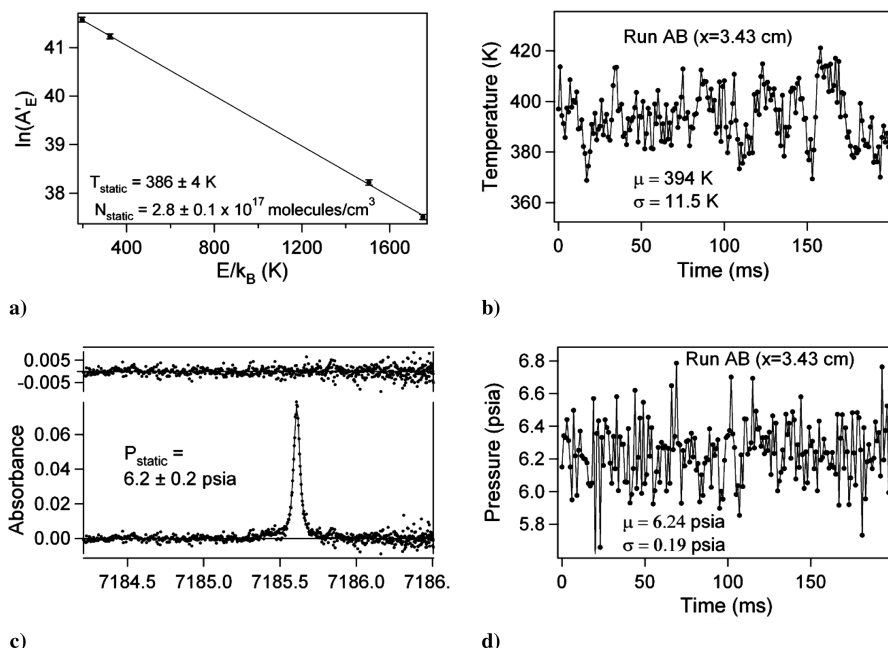 41
40
39
38
ln(A'E)
Tstatic = 386 ± 4 K
Nstatic = 2.8 ± 0.1 x 10^17 molecules/cm^3
400 800 1200 1600
E/kB (K)
a)
420
400
380
360
Temperature (K)
Run AB (x=3.43 cm)
μ = 394 K
σ = 11.5 K
0 50 100 150
Time (ms)
b)
0.005
-0.005
0.06
0.04
0.02
0.00
Absorbance
Pstatic =
6.2 ± 0.2 psia
7184.5 7185.0 7185.5 7186.0 7186.
c)
6.8
6.6
6.4
6.2
6.0
5.8
Pressure (psia)
Run AB (x=3.43 cm)
μ = 6.24 psia
σ = 0.19 psia
0 50 100 150
Time (ms)
d)